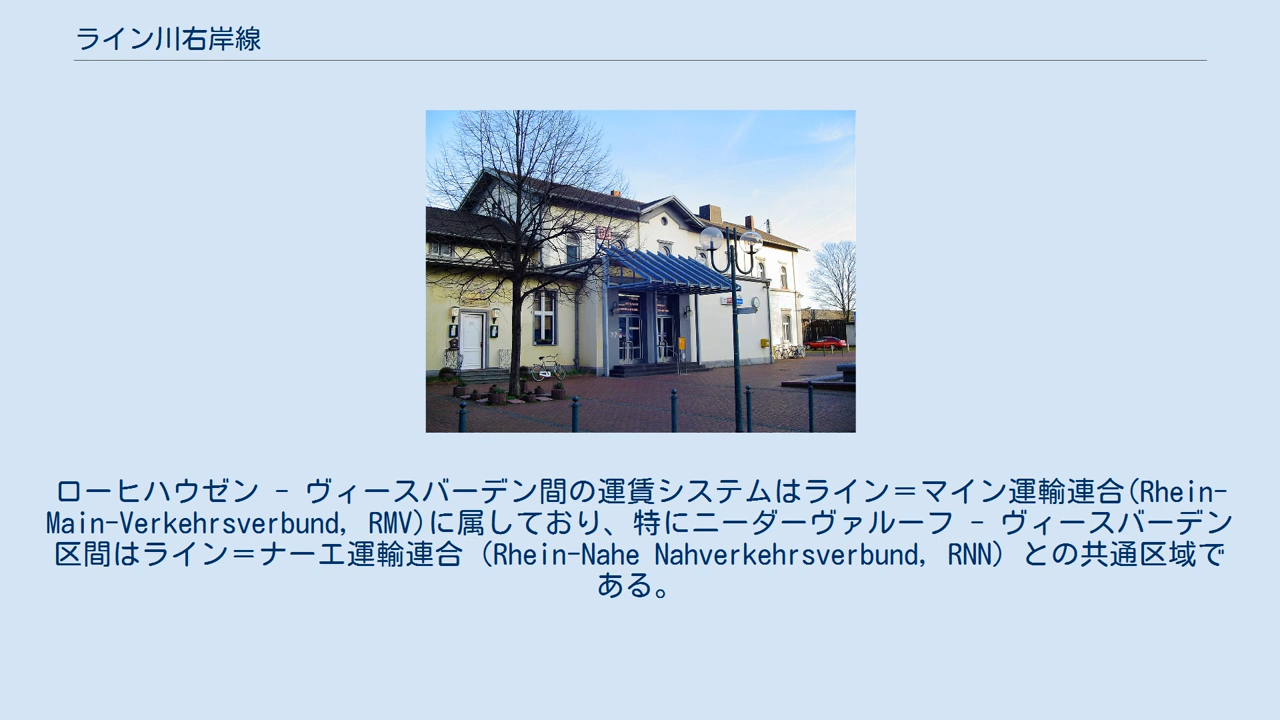 ライン川右岸線
ローヒハウゼン – ヴィースバーデン間の運賃システムはライン＝マイン運輸連合(Rhein-
Main-Verkehrsverbund, RMV)に属しており、特にニーダーヴァルーフ – ヴィースバーデン
区間はライン＝ナーエ運輸連合（Rhein-Nahe Nahverkehrsverbund, RNN）との共通区域で
ある。